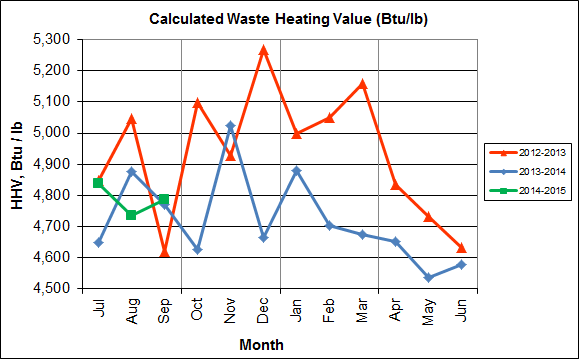 Calculated Waste Heating Value (Btu/lb)
5,300
5,200
5,100
5,000
4,900
4,800
4,700
4,600
4,500
HHV, Btu / lb
Jul
Aug
Sep
Oct
Nov
Dec
Jan
Feb
Mar
Apr
May
Jun
Month
2012-2013
2013-2014
2014-2015